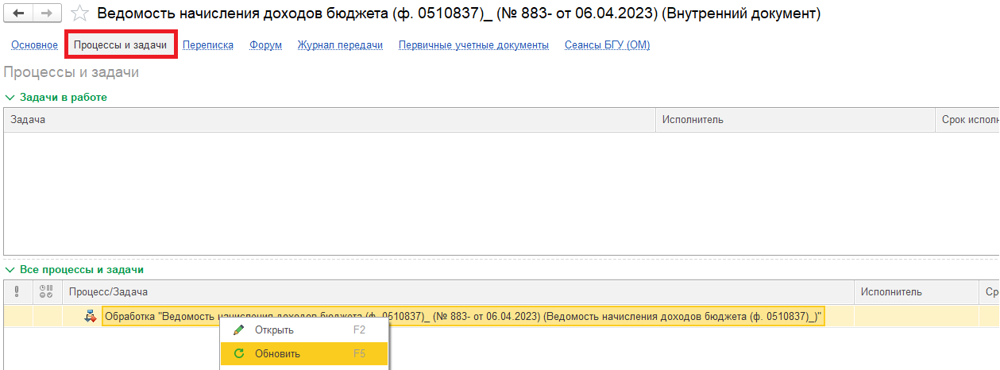 Ведомость начисления доходов бюджета (ф. 0510837)_ (№ 883- от 06.04.2023) (Внутренний документ)
Основное Процессы и задачи Переписка Форум Журнал передачи Первичные учетные документы Сеансы БГУ (ОМ)
Процессы и задачи
Задачи в работе
Задача Исполнитель Срок исполн
Все процессы и задачи
Процесс/Задача Исполнитель Ср
Обработка "Ведомость начисления доходов бюджета (ф. 0510837)_ (№ 883- от 06.04.2023) (Ведомость начисления доходов бюджета (ф. 0510837)_)"
Открыть F2
Обновить F5